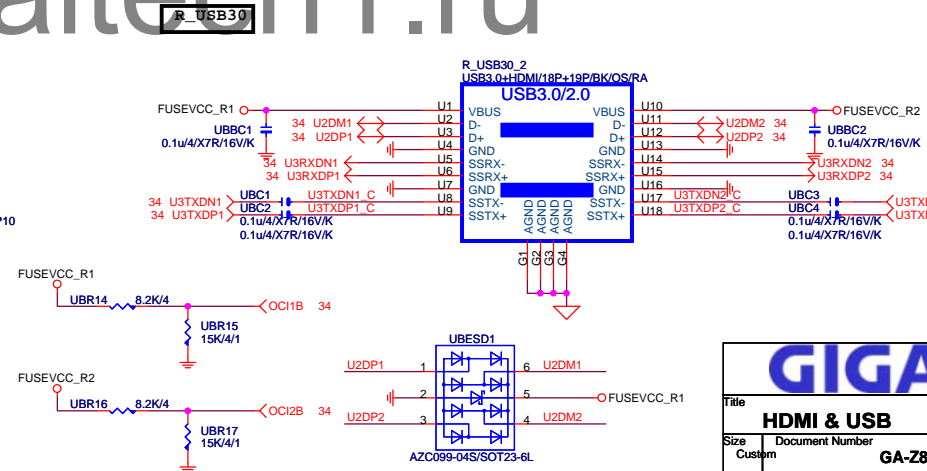 R_USB30
R_USB30_2
USB3.0+HDMI/18P+19P/BK/OS/RA
USB3.0/2.0
FUSEVCC_R1
U1
VBUS
VBUS
U10
FUSEVCC_R2
UBBC1
0.1u/4/X7R/16V/K
34 U2DM1
U2
D-
D-
U11
U2DM2 34
34 U2DP1
U3
D+
D+
U12
U2DP2 34
UBBC2
0.1u/4/X7R/16V/K
U4
GND
GND
U13
34 U3RXDN1
U5
SSRX-
SSRX-
U14
U3RXDN2 34
34 U3RXDP1
U6
SSRX+
SSRX+
U15
U3RXDP2 34
U7
GND
GND
U16
34 U3TXDN1
UBC1
U3TXDN1_C
U8
SSTX-
SSTX-
U17
U3TXDN2_C
UBC3
34 U3TXDP1
UBC2
U3TXDP1_C
U9
SSTX+
SSTX+
U18
U3TXDP2_C
UBC4
0.1u/4/X7R/16V/K
0.1u/4/X7R/16V/K
0.1u/4/X7R/16V/K
0.1u/4/X7R/16V/K
AGND
AGND
AGND
AGND
G1
G2
G3
G4
P10
FUSEVCC_R1
UBR14
8.2K/4
OCI1B 34
UBR15
15K/4/1
FUSEVCC_R2
UBR16
8.2K/4
OCI2B 34
UBR17
15K/4/1
UBESD1
U2DP1
1
6
U2DM1
2
5
FUSEVCC_R1
U2DP2
3
4
U2DM2
AZC099-04S/SOT23-6L
GIGA
Title
HDMI & USB
Size
Document Number
Custom
GA-Z8